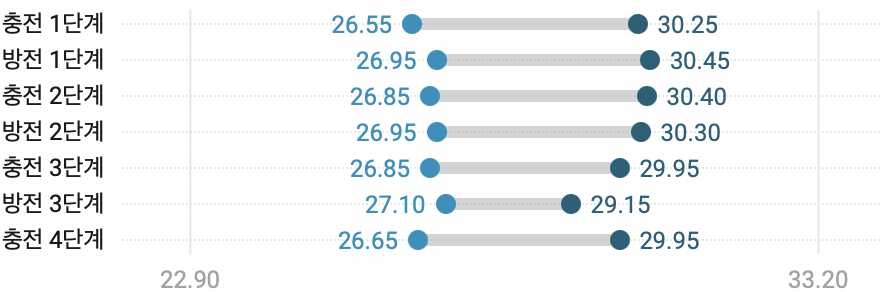 충전 1단계 26.55 30.25
방전 1단계 26.95 30.45
충전 2단계 26.85 30.40
방전 2단계 26.95 30.30
충전 3단계 26.85 29.95
방전 3단계 27.10 29.15
충전 4단계 26.65 29.95
22.90 33.20